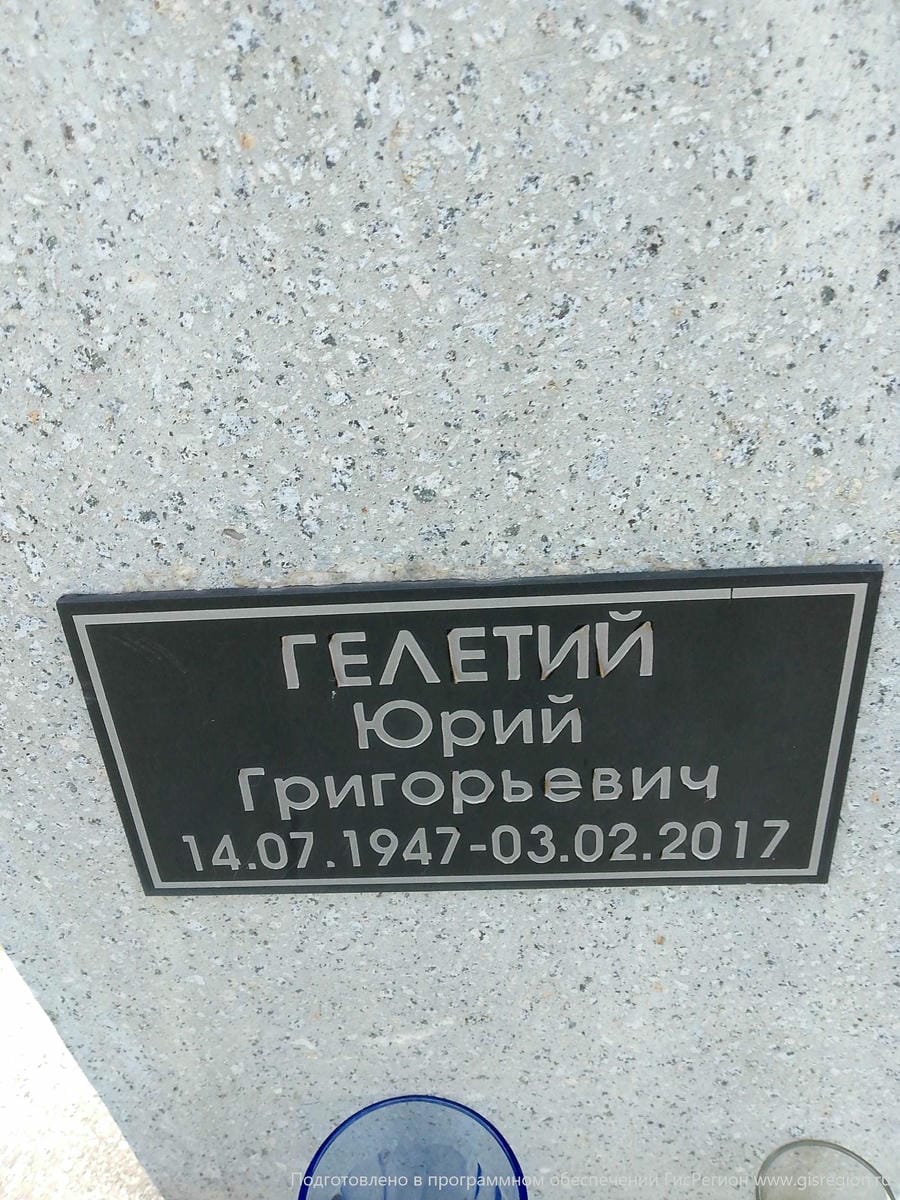 ГЕЛЕТИЙ
Юрий
Григорьевич
14.07.1947-03.02.2017
Подготовлено в программном обеспечении ГисРегион www.gisregion.ru